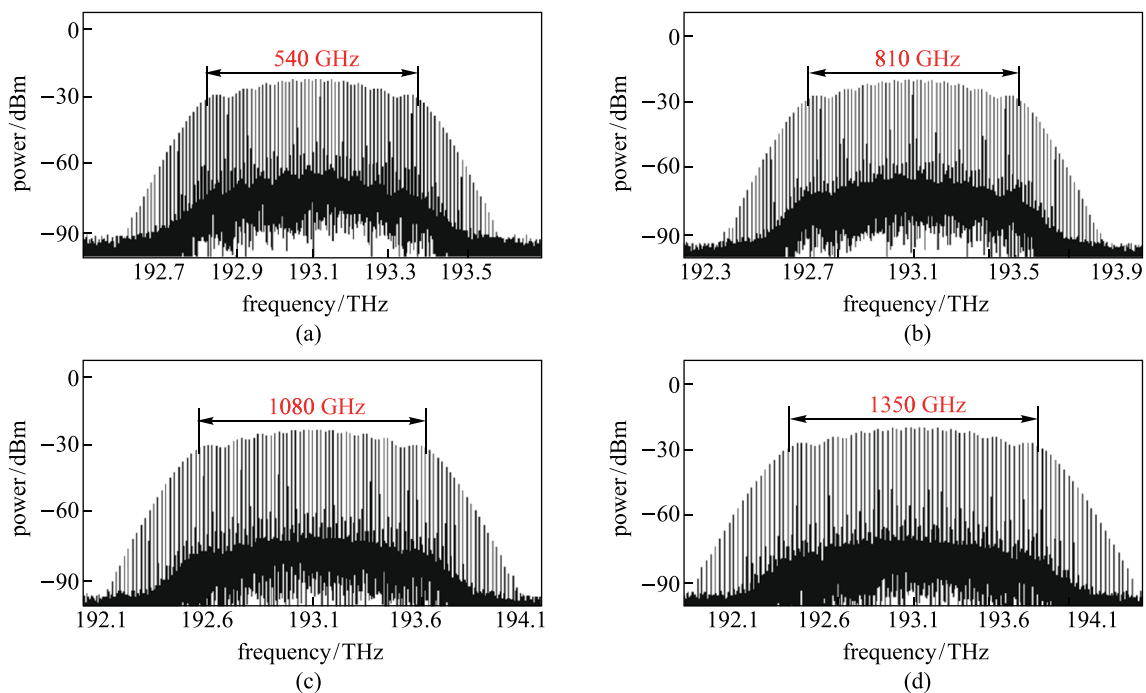 540 GHz
0
−30
−60
−90
power/dBm
192.7 192.9 193.1 193.3 193.5
frequency/THz
(a)
810 GHz
0
−30
−60
−90
power/dBm
192.3 192.7 193.1 193.5 193.9
frequency/THz
(b)
1080 GHz
0
−30
−60
−90
power/dBm
192.1 192.6 193.1 193.6 194.1
frequency/THz
(c)
1350 GHz
0
−30
−60
−90
power/dBm
192.1 192.6 193.1 193.6 194.1
frequency/THz
(d)